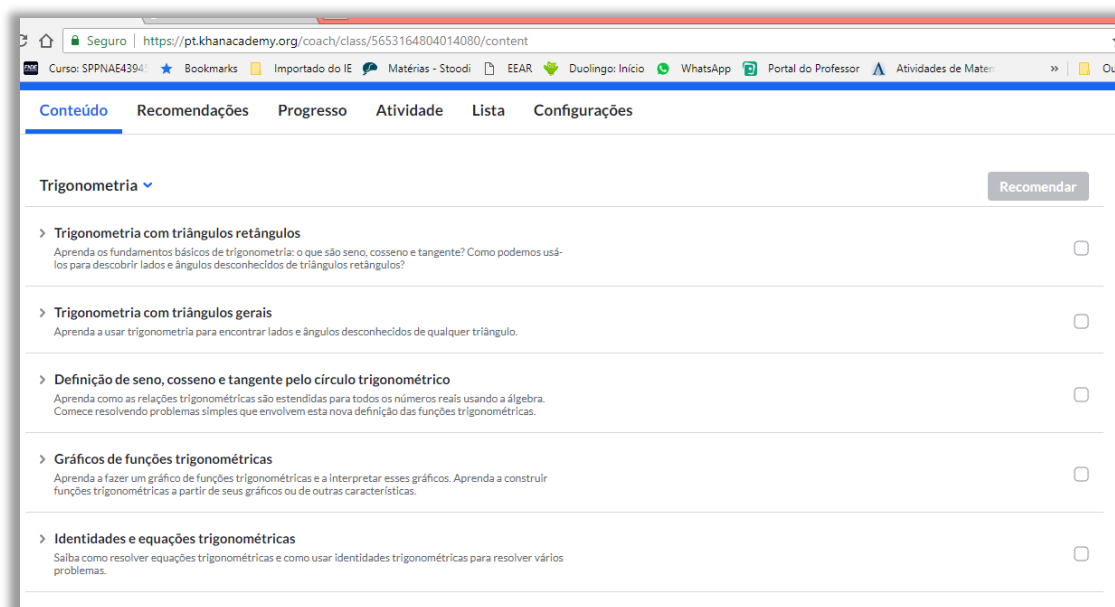 Seguro | https://pt.khanacademy.org/coach/class/5653164804014080/content
Curso: SPPNAE4394 Bookmarks Importado do IE Matérias - Stoodi EEAR Duolingo: Início WhatsApp Portal do Professor Atividades de Mater » Ou
Conteúdo Recomendações Progresso Atividade Lista Configurações
Trigonometria
Recomendar
Trigonometria com triângulos retângulos
Aprenda os fundamentos básicos de trigonometria: o que são seno, cosseno e tangente? Como podemos usá-
los para descobrir lados e ângulos desconhecidos de triângulos retângulos?
Trigonometria com triângulos gerais
Aprenda a usar trigonometria para encontrar lados e ângulos desconhecidos de qualquer triângulo.
Definição de seno, cosseno e tangente pelo círculo trigonométrico
Aprenda como as relações trigonométricas são estendidas para todos os números reais usando a álgebra.
Comece resolvendo problemas simples que envolvem esta nova definição das funções trigonométricas.
Gráficos de funções trigonométricas
Aprenda a fazer um gráfico de funções trigonométricas e a interpretar esses gráficos. Aprenda a construir
funções trigonométricas a partir de seus gráficos ou de outras características.
Identidades e equações trigonométricas
Saiba como resolver equações trigonométricas e como usar identidades trigonométricas para resolver vários
problemas.